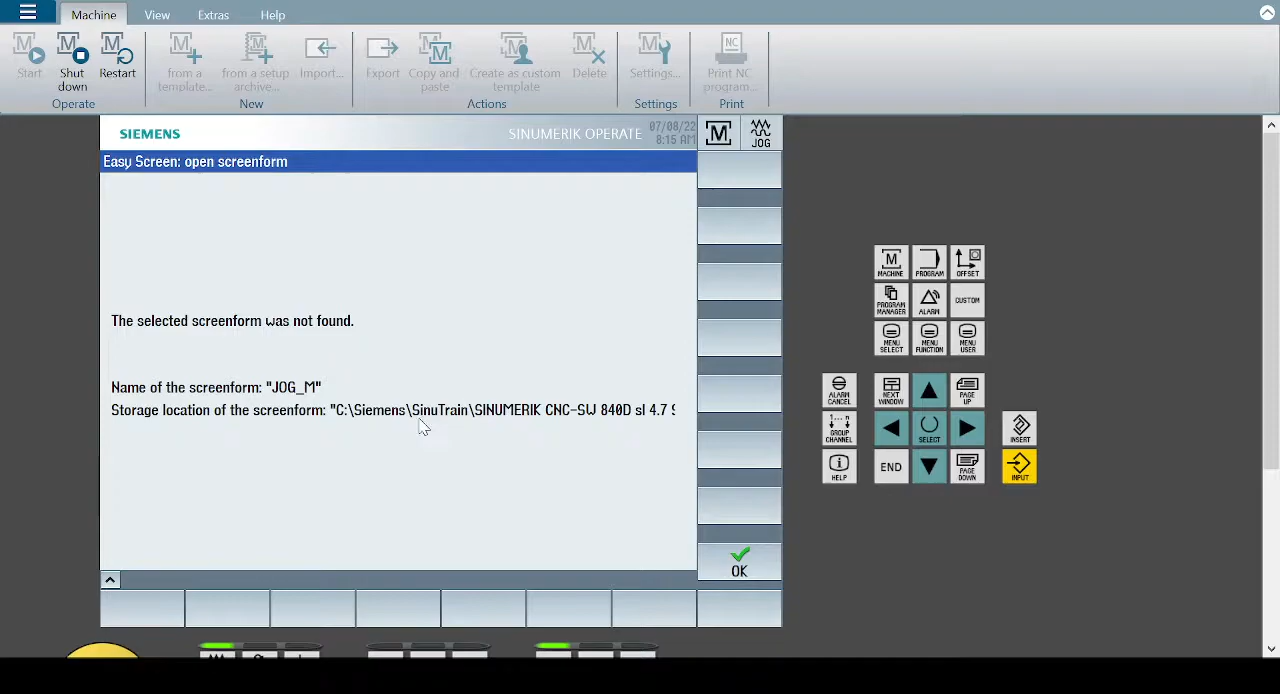 Machine View Extras Help
Start Shut down Restart from a template... from a setup archive... Import... Export Copy and paste Create as custom template Delete Settings... Print NC program...
Operate New Actions Settings Print
SIEMENS SINUMERIK OPERATE 07/08/22 8:15 AM M JOG
Easy Screen: open screenform
MACHINE PROGRAM OFFSET
PROGRAM MANAGER ALARM CUSTOM
The selected screenform was not found.
MENU SELECT MENU FUNCTION MENU USER
Name of the screenform: "JOG_M"
ALARM CANCEL NEXT WINDOW PAGE UP
Storage location of the screenform: "C:\Siemens\SinuTrain\SINUMERIK CNC-SW 840D sl 4.7 S
1... n GROUP CHANNEL SELECT INSERT
HELP END PAGE DOWN INPUT
OK